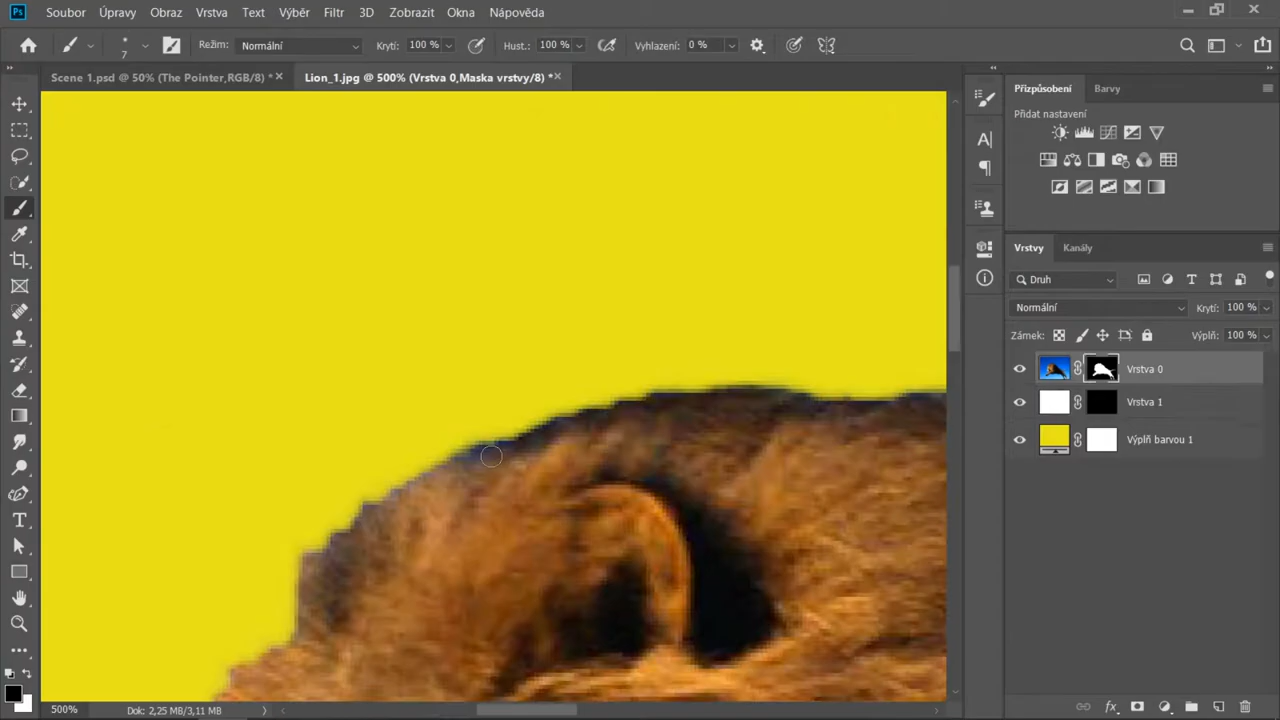 Ps Soubor Úpravy Obraz Vrstva Text Výběr Filtr 3D Zobrazit Okna Nápověda
7 Režim: Normální Krytí: 100 % Hust.: 100 % Vyhlazení: 0 %
Scene 1.psd @ 50% (The Pointer,RGB/8) * Lion_1.jpg @ 500% (Vrstva 0,Maska vrstvy/8) *
Přizpůsobení Barvy
Přidat nastavení
Vrstvy Kanály
Druh
Normální Krytí: 100 %
Zámek: Výplň: 100 %
Vrstva 0
Vrstva 1
Výplň barvou 1
500% Dok: 2,25 MB/3,11 MB